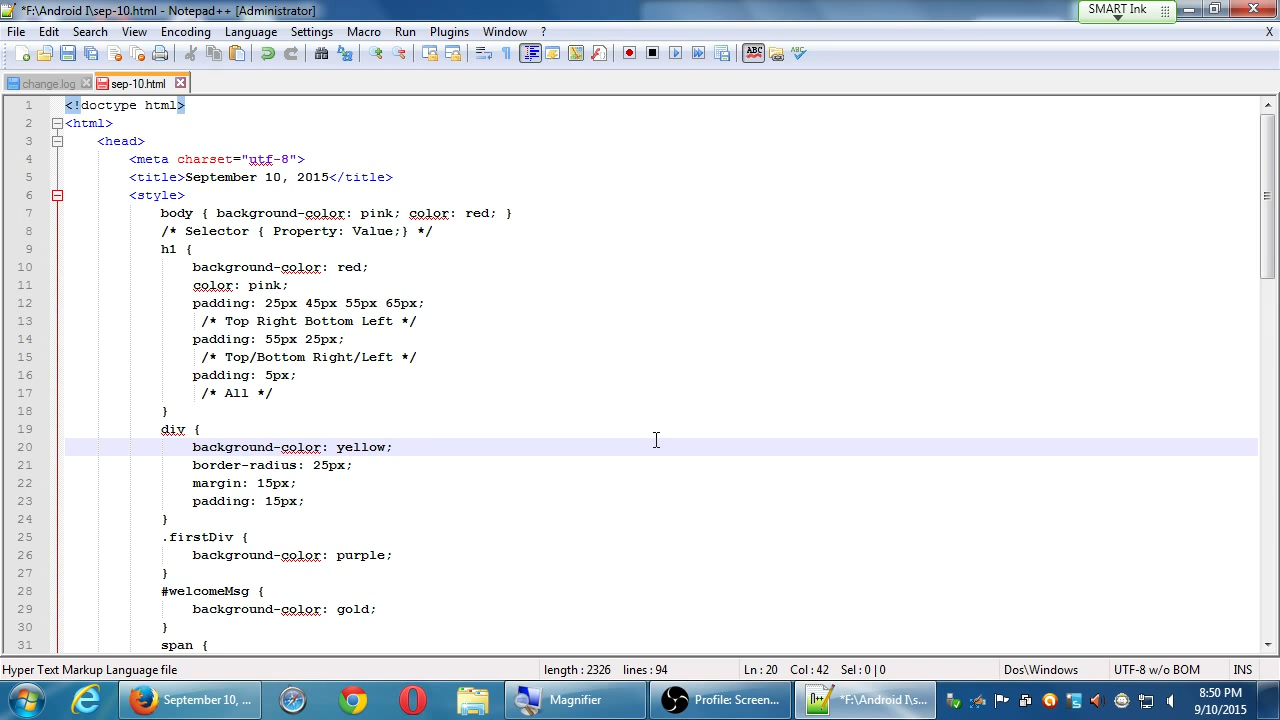 *F:\Android I\sep-10.html - Notepad++ [Administrator]
SMART Ink
File Edit Search View Encoding Language Settings Macro Run Plugins Window ? X
change.log sep-10.html
1 <!doctype html>
2 <html>
3 <head>
4 <meta charset="utf-8">
5 <title>September 10, 2015</title>
6 <style>
7 body { background-color: pink; color: red; }
8 /* Selector { Property: Value;} */
9 h1 {
10 background-color: red;
11 color: pink;
12 padding: 25px 45px 55px 65px;
13 /* Top Right Bottom Left */
14 padding: 55px 25px;
15 /* Top/Bottom Right/Left */
16 padding: 5px;
17 /* All */
18 }
19 div {
20 background-color: yellow;
21 border-radius: 25px;
22 margin: 15px;
23 padding: 15px;
24 }
25 .firstDiv {
26 background-color: purple;
27 }
28 #welcomeMsg {
29 background-color: gold;
30 }
31 span {
Hyper Text Markup Language file length : 2326 lines : 94 Ln : 20 Col : 42 Sel : 0 | 0 Dos\Windows UTF-8 w/o BOM INS
September 10, ... Magnifier Profile: Screen... *F:\Android I\s... 8:50 PM
9/10/2015